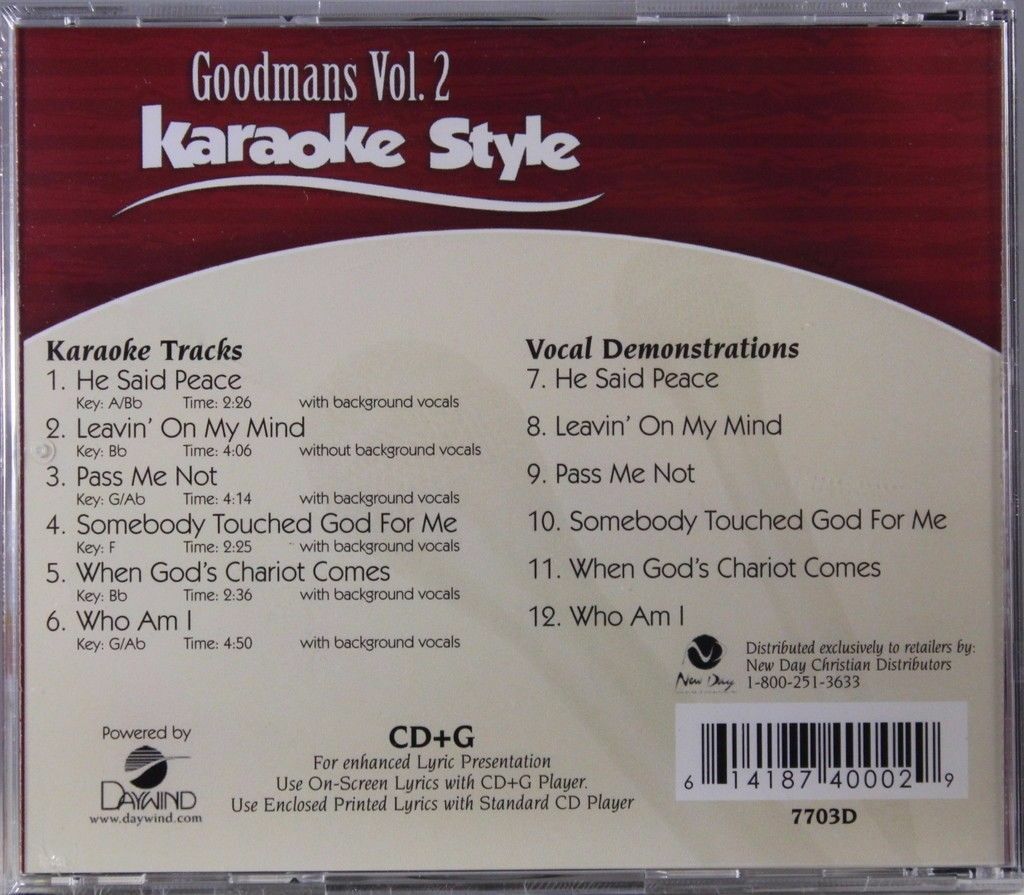 Goodmans Vol. 2
Karaoke Style
Karaoke Tracks
1. He Said Peace
Key: A/Bb Time: 2:26 with background vocals
2. Leavin' On My Mind
Key: Bb Time: 4:06 without background vocals
3. Pass Me Not
Key: G/Ab Time: 4:14 with background vocals
4. Somebody Touched God For Me
Key: F Time: 2:25 with background vocals
5. When God's Chariot Comes
Key: Bb Time: 2:36 with background vocals
6. Who Am I
Key: G/Ab Time: 4:50 with background vocals
Vocal Demonstrations
7. He Said Peace
8. Leavin' On My Mind
9. Pass Me Not
10. Somebody Touched God For Me
11. When God's Chariot Comes
12. Who Am I
New Day
Distributed exclusively to retailers by:
New Day Christian Distributors
1-800-251-3633
Powered by
DAYWIND
www.daywind.com
CD+G
For enhanced Lyric Presentation
Use On-Screen Lyrics with CD+G Player.
Use Enclosed Printed Lyrics with Standard CD Player
6 14187 40002 9
7703D